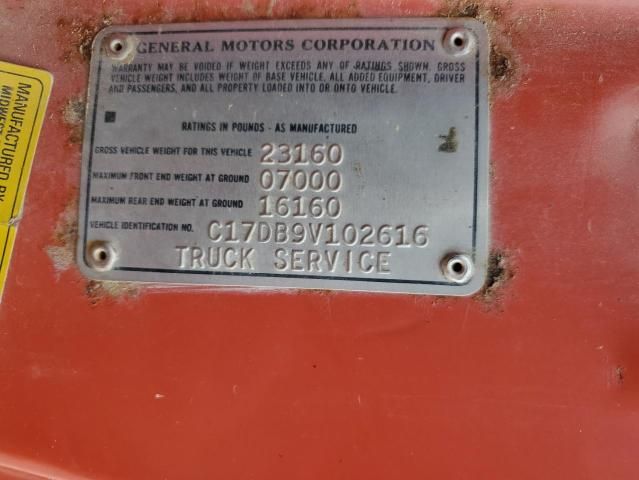 GENERAL MOTORS CORPORATION
WARRANTY MAY BE VOIDED IF WEIGHT EXCEEDS ANY OF RATINGS SHOWN. GROSS
VEHICLE WEIGHT INCLUDES WEIGHT OF BASE VEHICLE, ALL ADDED EQUIPMENT, DRIVER
AND PASSENGERS, AND ALL PROPERTY LOADED INTO OR ONTO VEHICLE.
RATINGS IN POUNDS - AS MANUFACTURED
GROSS VEHICLE WEIGHT FOR THIS VEHICLE 23160
MAXIMUM FRONT END WEIGHT AT GROUND 07000
MAXIMUM REAR END WEIGHT AT GROUND 16160
VEHICLE IDENTIFICATION NO. C17DB9V102616
TRUCK SERVICE
MANUFACTURED BY
MIDWEST